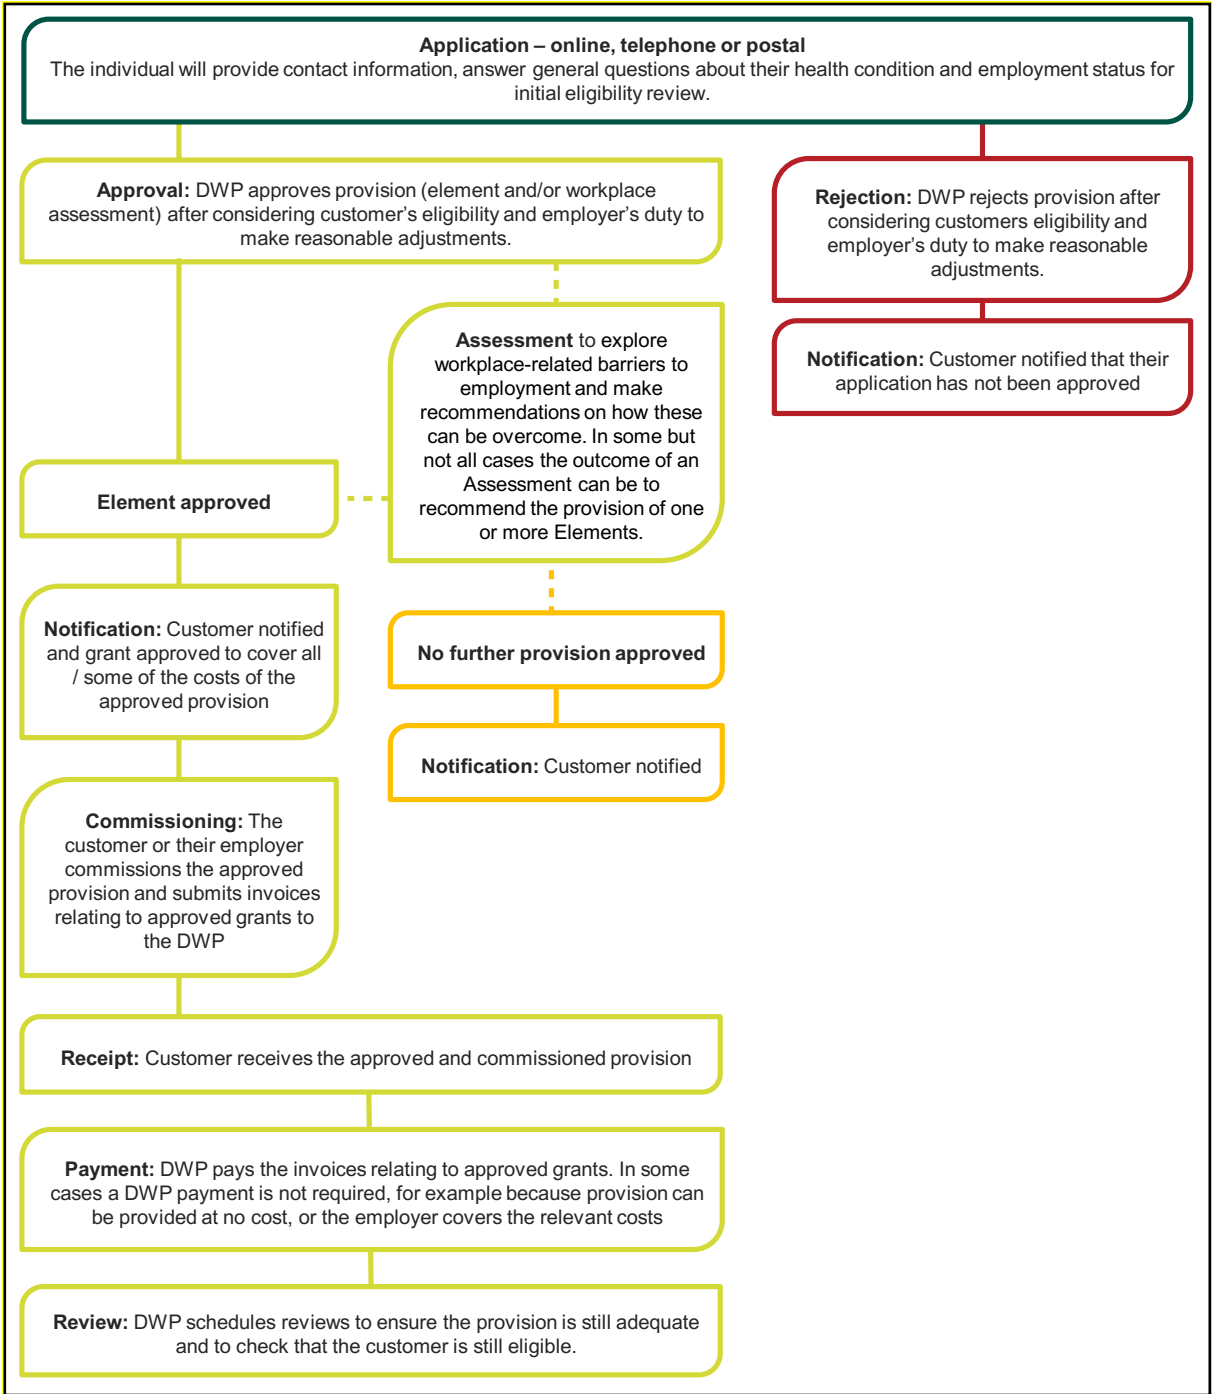 Application – online, telephone or postal
The individual will provide contact information, answer general questions about their health condition and employment status for
initial eligibility review.
Approval: DWP approves provision (element and/or workplace
assessment) after considering customer’s eligibility and employer’s duty to
make reasonable adjustments.
Rejection: DWP rejects provision after
considering customers eligibility and
employer’s duty to make reasonable
adjustments.
Notification: Customer notified that their
application has not been approved
Assessment to explore
workplace-related barriers to
employment and make
recommendations on how these
can be overcome. In some but
not all cases the outcome of an
Assessment can be to
recommend the provision of one
or more Elements.
Element approved
Notification: Customer notified
and grant approved to cover all
/ some of the costs of the
approved provision
No further provision approved
Notification: Customer notified
Commissioning: The
customer or their employer
commissions the approved
provision and submits invoices
relating to approved grants to
the DWP
Receipt: Customer receives the approved and commissioned provision
Payment: DWP pays the invoices relating to approved grants. In some
cases a DWP payment is not required, for example because provision can
be provided at no cost, or the employer covers the relevant costs
Review: DWP schedules reviews to ensure the provision is still adequate
and to check that the customer is still eligible.